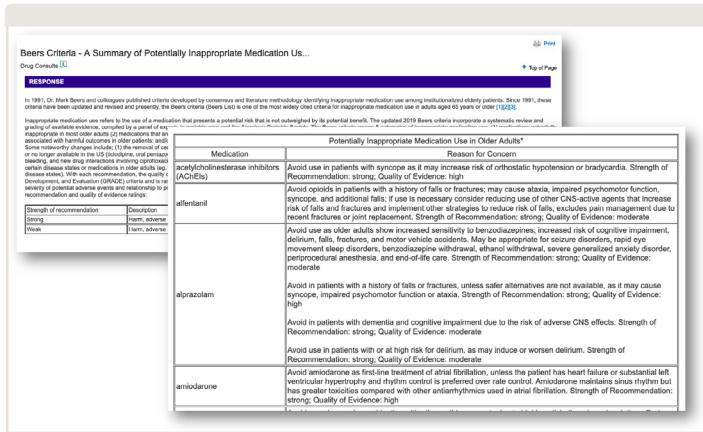 Print
Beers Criteria - A Summary of Potentially Inappropriate Medication Us...
Drug Consults
Top of Page
RESPONSE
In 1991, Dr. Mark Beers and colleagues published criteria developed by consensus and literature methodology identifying inappropriate medication use among institutionalized elderly patients. Since 1991, these
criteria have been updated and revised and presently, the Beers criteria (Beers List) is one of the most widely cited criteria for inappropriate medication use in adults aged 65 years or older [1][2][3].
Inappropriate medication use refers to the use of a medication that presents a potential risk that is not outweighed by its potential benefit. The updated 2019 Beers criteria incorporate a systematic review and
grading of available evidence, compiled by a panel of
inappropriate in most older adults (2) medications that
associated with harmful outcomes in older patients; and
Some noteworthy changes include; (1) the removal of
or no longer available in the US (ticlodipine, oral
bleeding, and new drug interactions involving
certain disease states or medications in older adults (eg,
disease states). With each recommendation, the quality
Development, and Evaluation (GRADE) criteria and is
severity of potential adverse events and relationship to
recommendation and quality of evidence ratings:
Strength of recommendation Description
Strong Harm, adverse
Weak Harm, adverse
Potentially Inappropriate Medication Use in Older Adults*
Medication Reason for Concern
acetylcholinesterase inhibitors (AChEIs)
Avoid use in patients with syncope as it may increase risk of orthostatic hypotension or bradycardia. Strength of
Recommendation: strong; Quality of Evidence: high
alfentanil
Avoid opioids in patients with a history of falls or fractures; may cause ataxia, impaired psychomotor function,
syncope, and additional falls; if use is necessary consider reducing use of other CNS-active agents that increase
risk of falls and fractures and implement other strategies to reduce risk of falls, excludes pain management due to
recent fractures or joint replacement. Strength of Recommendation: strong; Quality of Evidence: moderate
alprazolam
Avoid use as older adults show increased sensitivity to benzodiazepines, increased risk of cognitive impairment,
delirium, falls, fractures, and motor vehicle accidents. May be appropriate for seizure disorders, rapid eye
movement sleep disorders, benzodiazepine withdrawal, ethanol withdrawal, severe generalized anxiety disorder,
periprocedural anesthesia, and end-of-life care. Strength of Recommendation: strong; Quality of Evidence:
moderate
Avoid in patients with a history of falls or fractures, unless safer alternatives are not available, as it may cause
syncope, impaired psychomotor function or ataxia. Strength of Recommendation: strong; Quality of Evidence:
high
Avoid in patients with dementia and cognitive impairment due to the risk of adverse CNS effects. Strength of
Recommendation: strong; Quality of Evidence: moderate
Avoid use in patients with or at high risk for delirium, as may induce or worsen delirium. Strength of
Recommendation: strong; Quality of Evidence: moderate
amiodarone
Avoid amiodarone as first-line treatment of atrial fibrillation, unless the patient has heart failure or substantial left
ventricular hypertrophy and rhythm control is preferred over rate control. Amiodarone maintains sinus rhythm but
has greater toxicities compared with other antiarrhythmics used in atrial fibrillation. Strength of Recommendation:
strong; Quality of Evidence: high